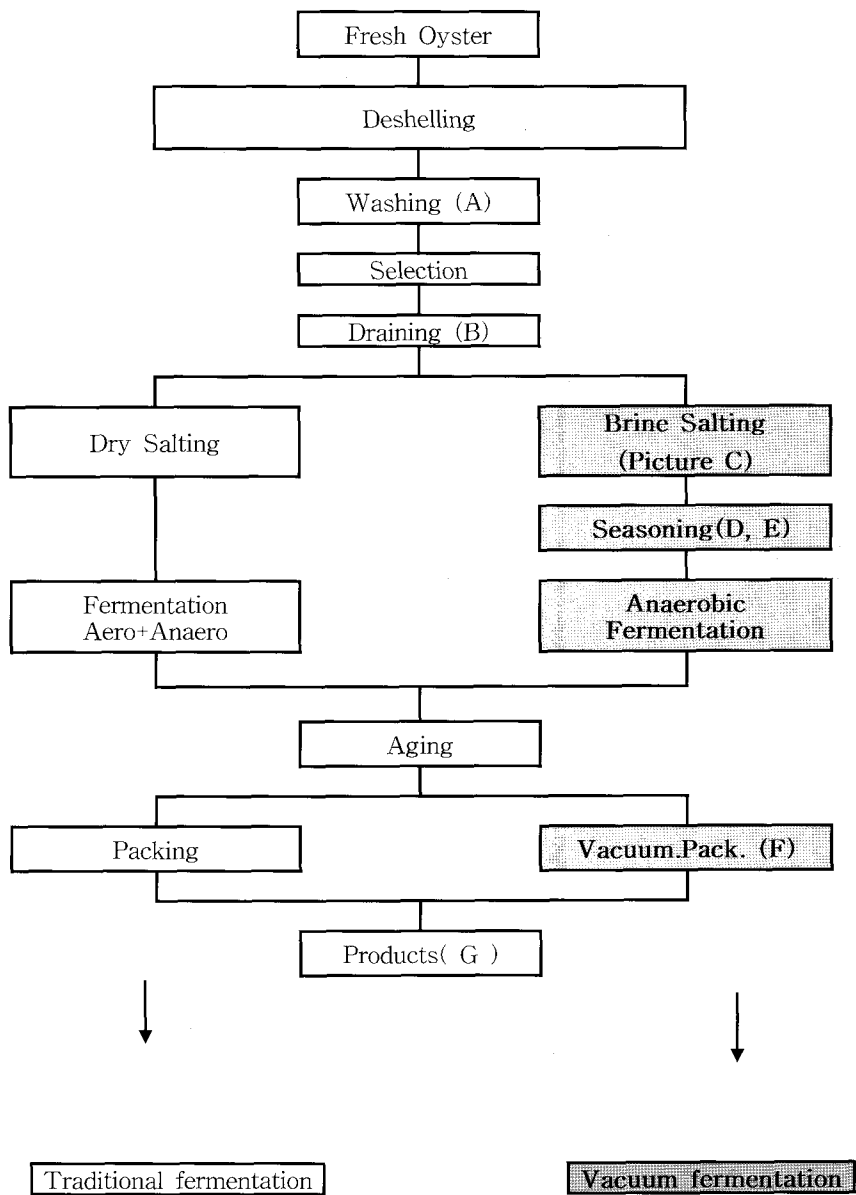 Fresh Oyster
Deshelling
Washing (A)
Selection
Draining (B)
Dry Salting
Brine Salting
(Picture C)
Seasoning(D, E)
Fermentation
Aero+Anaero
Anaerobic
Fermentation
Aging
Packing
Vacuum.Pack. (F)
Products( G )
Traditional fermentation
Vacuum fermentation